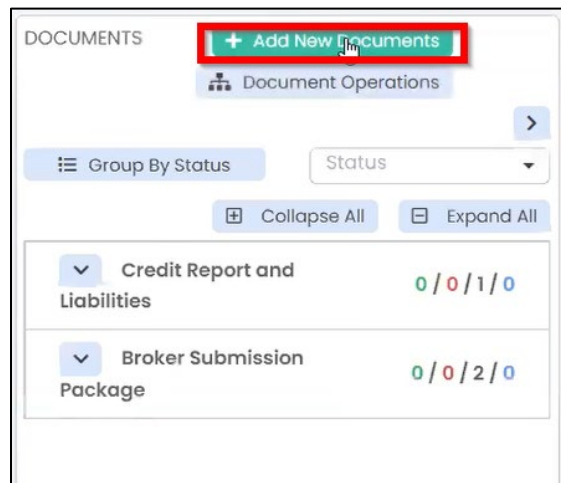 DOCUMENTS + Add New Documents
Document Operations
Group By Status Status
Collapse All Expand All
Credit Report and
Liabilities 0 / 0 / 1 / 0
Broker Submission
Package 0 / 0 / 2 / 0